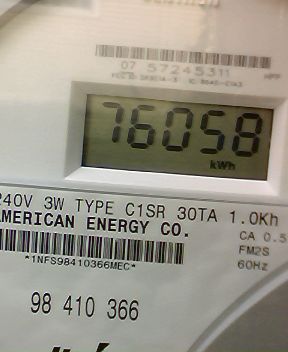 07 57245311
76058
kWh
240V 3W TYPE C1SR 30TA 1.0Kh
AMERICAN ENERGY CO.
CA 0.5
FM2S
60Hz
*1NFS98410366MEC*
98 410 366